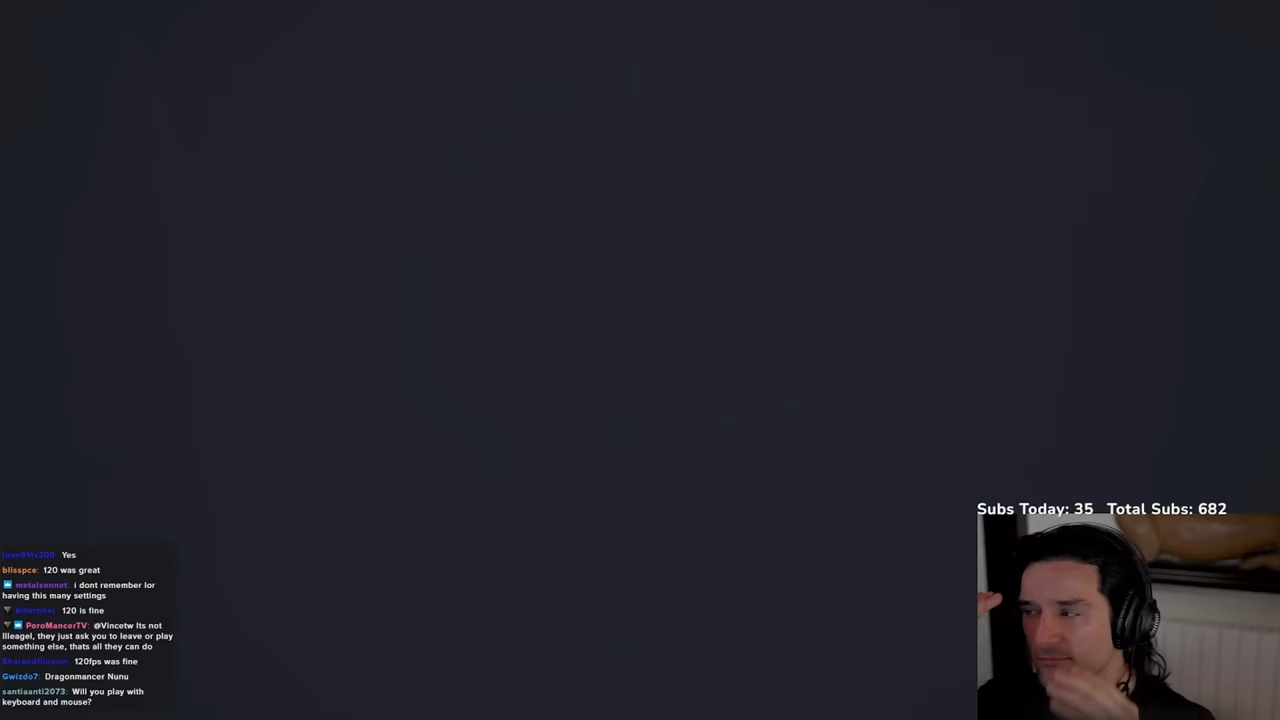 Subs Today: 35 Total Subs: 682
Yes
blisspce: 120 was great
metalsonnet: i dont remember lor
having this many settings
120 is fine
PoroMancerTV: @Vincetw Its not
Illeagel, they just ask you to leave or play
something else, thats all they can do
120fps was fine
Gwizdo7: Dragonmancer Nunu
santiaanti2073: Will you play with
keyboard and mouse?